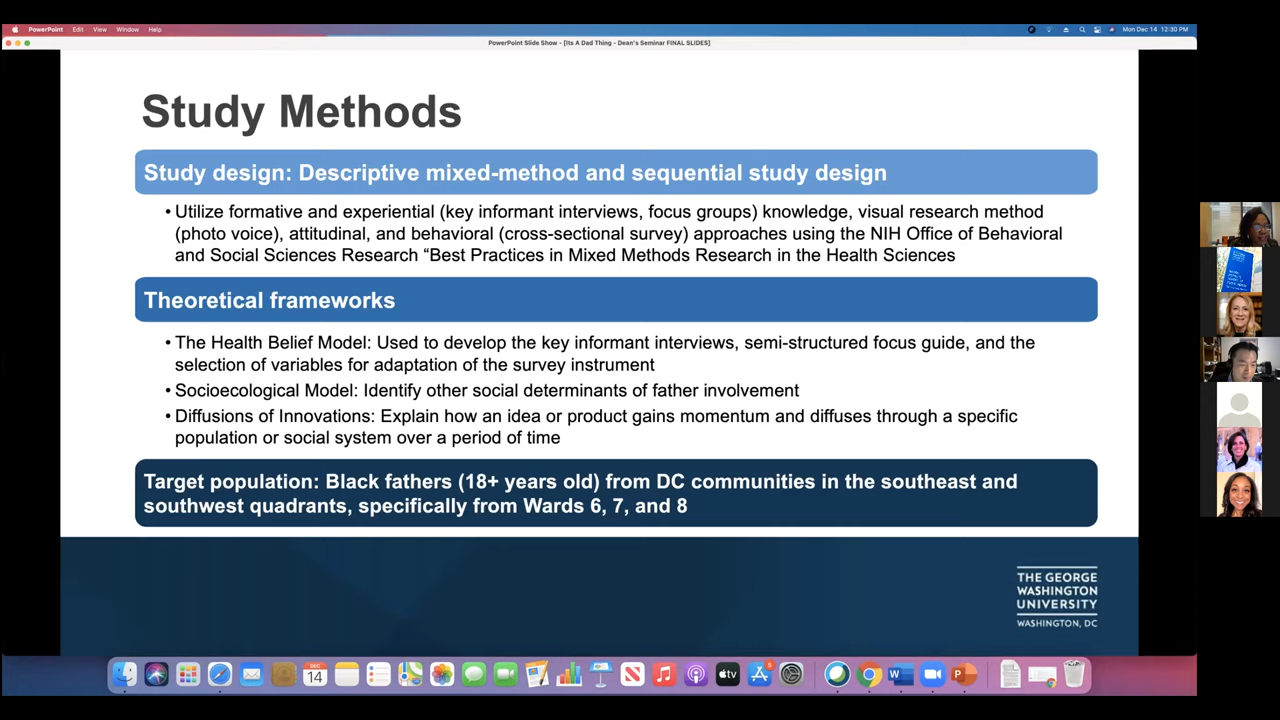 PowerPoint Edit View Window Help
Mon Dec 14 12:30 PM
PowerPoint Slide Show - [Its A Dad Thing - Dean's Seminar FINAL SLIDES]
Study Methods
Study design: Descriptive mixed-method and sequential study design
• Utilize formative and experiential (key informant interviews, focus groups) knowledge, visual research method
(photo voice), attitudinal, and behavioral (cross-sectional survey) approaches using the NIH Office of Behavioral
and Social Sciences Research “Best Practices in Mixed Methods Research in the Health Sciences
Theoretical frameworks
• The Health Belief Model: Used to develop the key informant interviews, semi-structured focus guide, and the
selection of variables for adaptation of the survey instrument
• Socioecological Model: Identify other social determinants of father involvement
• Diffusions of Innovations: Explain how an idea or product gains momentum and diffuses through a specific
population or social system over a period of time
Target population: Black fathers (18+ years old) from DC communities in the southeast and
southwest quadrants, specifically from Wards 6, 7, and 8
THE GEORGE
WASHINGTON
UNIVERSITY
WASHINGTON, DC
DEC
14
tv
W
P